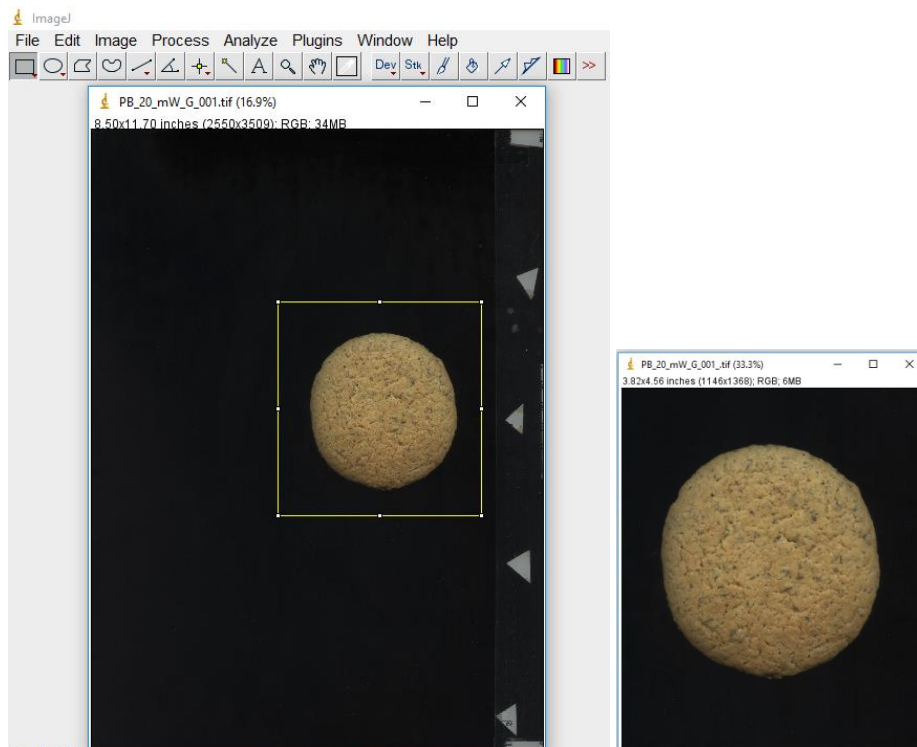 ImageJ
File Edit Image Process Analyze Plugins Window Help
A Dev Stk >>
PB_20_mW_G_001.tif (16.9%)
8.50x11.70 inches (2550x3509); RGB; 34MB
PB_20_mW_G_001_.tif (33.3%)
3.82x4.56 inches (1146x1368); RGB; 6MB